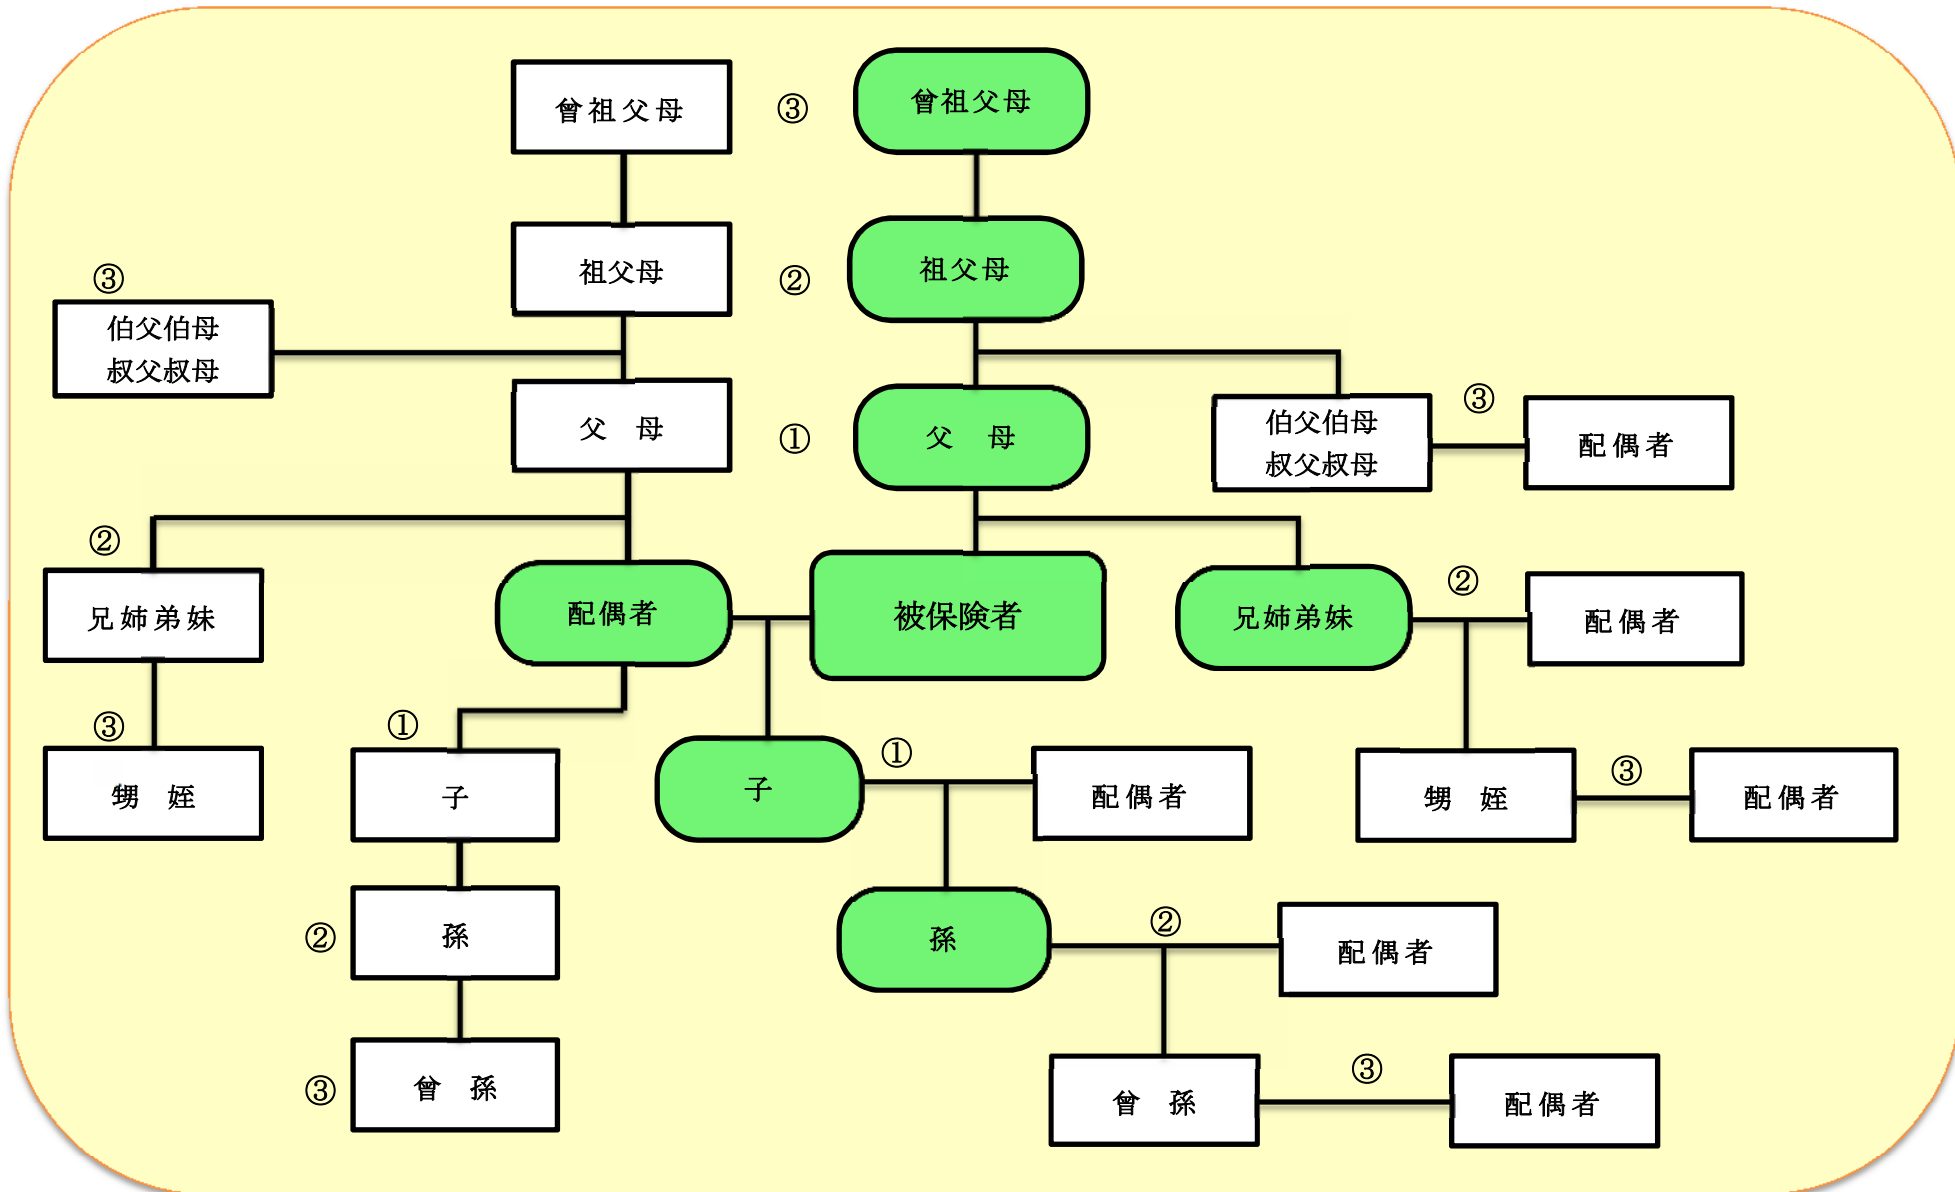 曾祖父母
③
曾祖父母
祖父母
②
祖父母
③
伯父伯母
叔父叔母
父　母
①
父　母
伯父伯母
叔父叔母
③
配偶者
②
兄姉弟妹
配偶者
被保険者
兄姉弟妹
②
配偶者
③
甥　姪
①
子
子
①
配偶者
甥　姪
③
配偶者
②
孫
孫
②
配偶者
③
曾　孫
曾　孫
③
配偶者